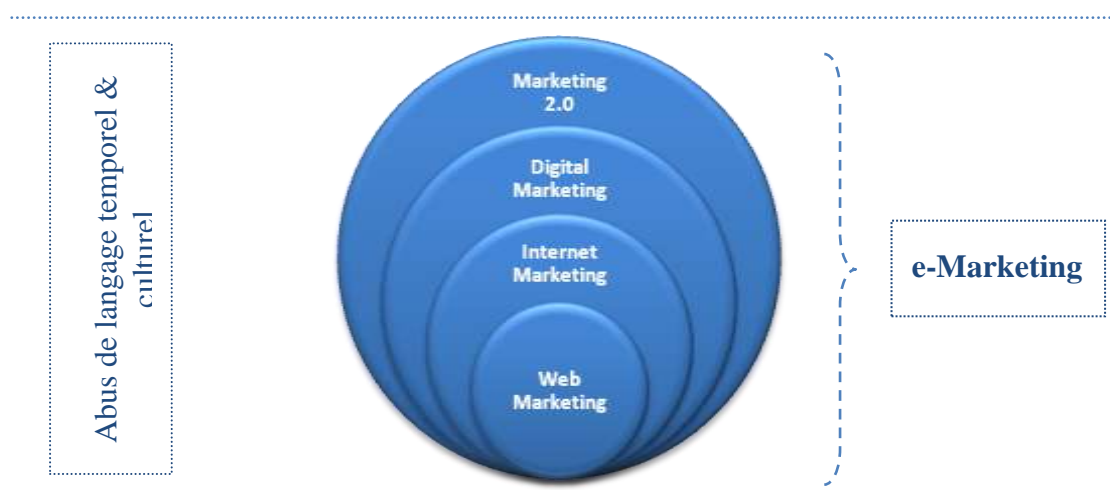 Abus de langage temporel &
culturel
Marketing
2.0
Digital
Marketing
Internet
Marketing
Web
Marketing
e-Marketing